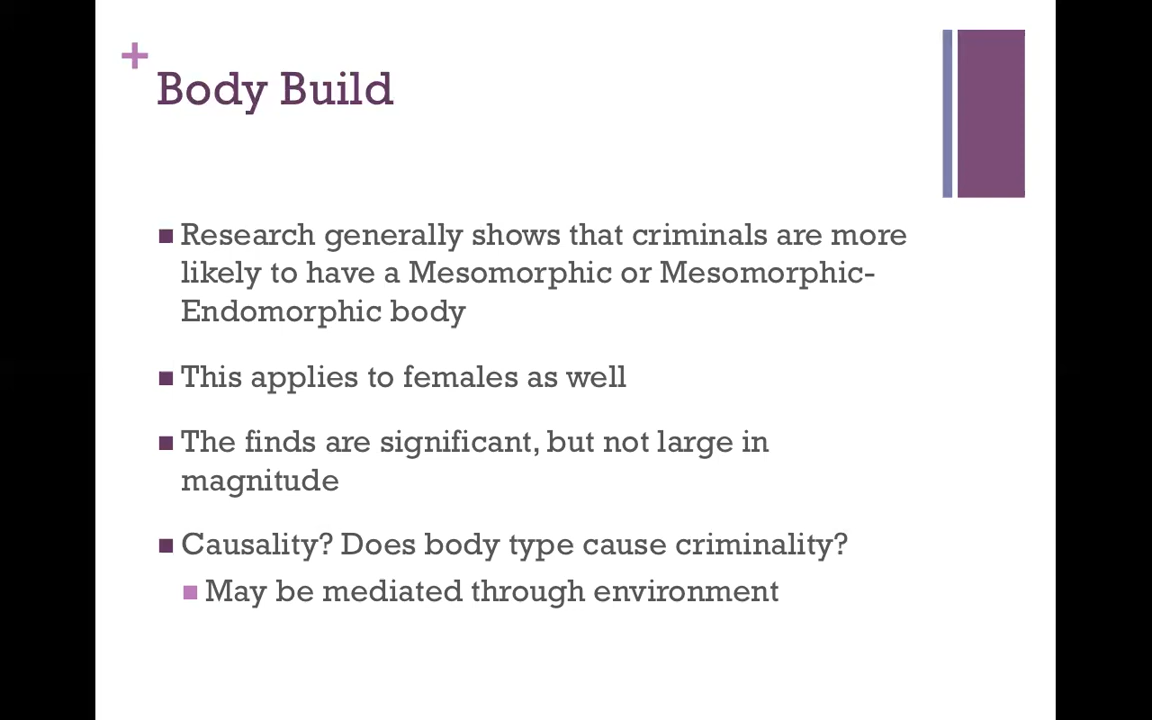 +
Body Build
Research generally shows that criminals are more
likely to have a Mesomorphic or Mesomorphic-
Endomorphic body
This applies to females as well
The finds are significant, but not large in
magnitude
Causality? Does body type cause criminality?
May be mediated through environment